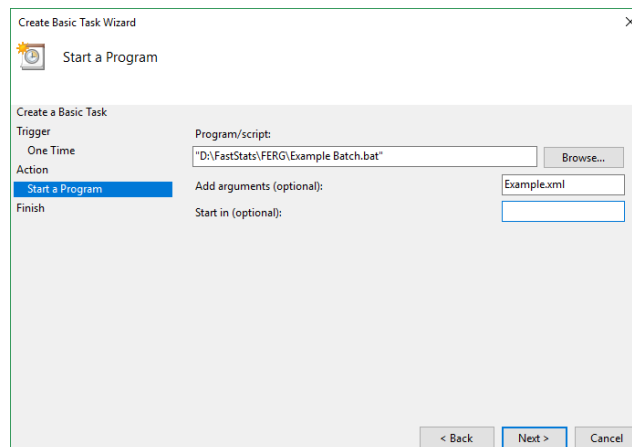 Create Basic Task Wizard
Start a Program
Create a Basic Task
Trigger
One Time
Action
Start a Program
Finish
Program/script:
"D:\FastStats\FERG\Example Batch.bat"
Browse...
Add arguments (optional):
Example.xml
Start in (optional):
< Back
Next >
Cancel